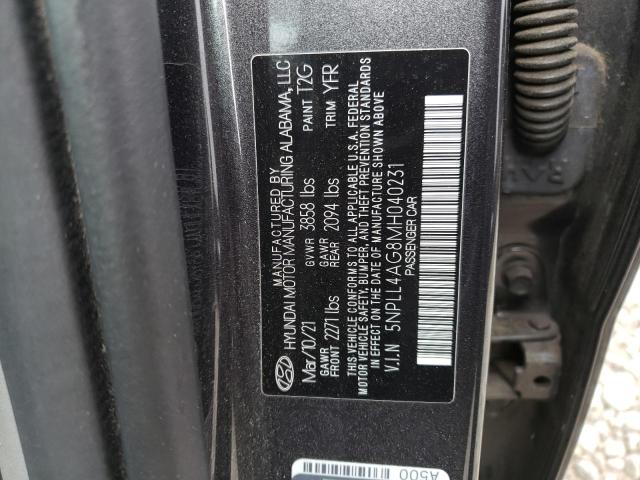 MANUFACTURED BY
HYUNDAI MOTOR MANUFACTURING ALABAMA, LLC
Mar/10/21 GVWR 3858 lbs PAINT T2G
GAWR FRONT 2271 lbs GAWR REAR 2094 lbs TRIM YFR
THIS VEHICLE CONFORMS TO ALL APPLICABLE U.S.A. FEDERAL
MOTOR VEHICLE SAFETY, BUMPER, AND THEFT PREVENTION STANDARDS
IN EFFECT ON THE DATE OF MANUFACTURE SHOWN ABOVE
V.I.N 5NPLL4AG8MH040231
PASSENGER CAR
A500